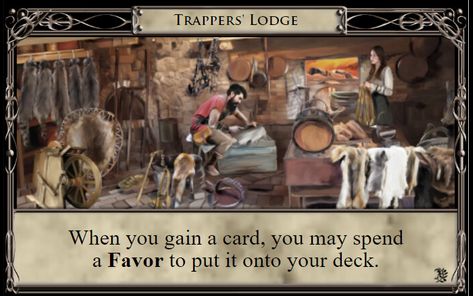 Trappers' Lodge
When you gain a card, you may spend
a Favor to put it onto your deck.